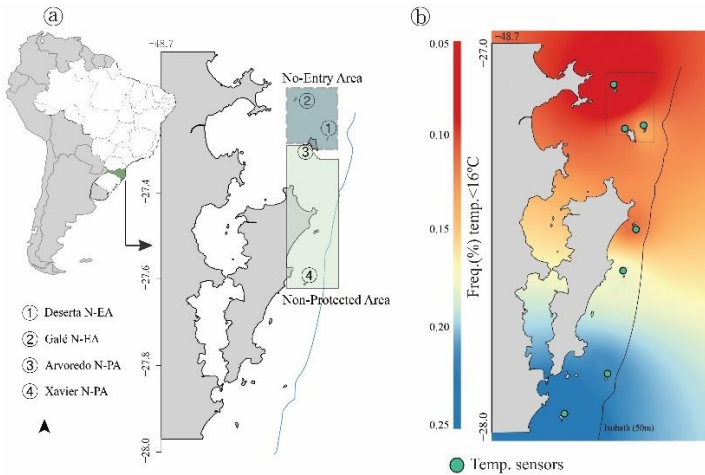 ⓐ
−48.7
No-Entry Area
②
①
③
−27.4
④
−27.6
Non-Protected Area
−27.8
−28.0
① Deserta N-EA
② Galé N-EA
③ Arvoredo N-PA
④ Xavier N-PA
ⓑ
−48.7
−27.0
0.05
0.10
0.15
0.20
0.25
Freq.(%) temp.<16ºC
−28.0
(50m)
Temp. sensors